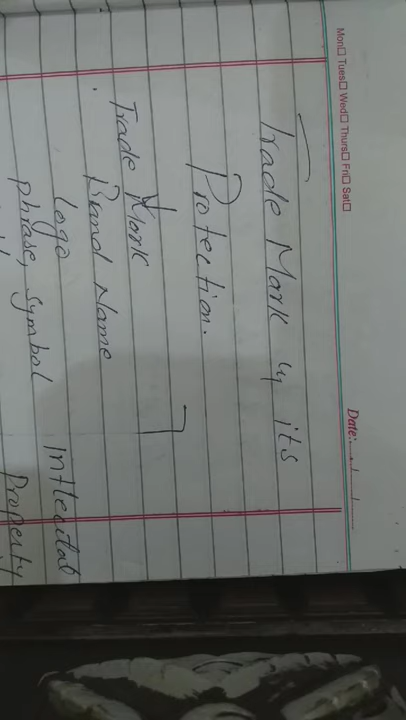 Mon☐ Tues☐ Wed☐ Thurs☐ Fri☐ Sat☐
Date:
Trade Mark & its
Protection.
Trade Mark
Brand Name
Logo Intlecital
Phrase, Symbol Property